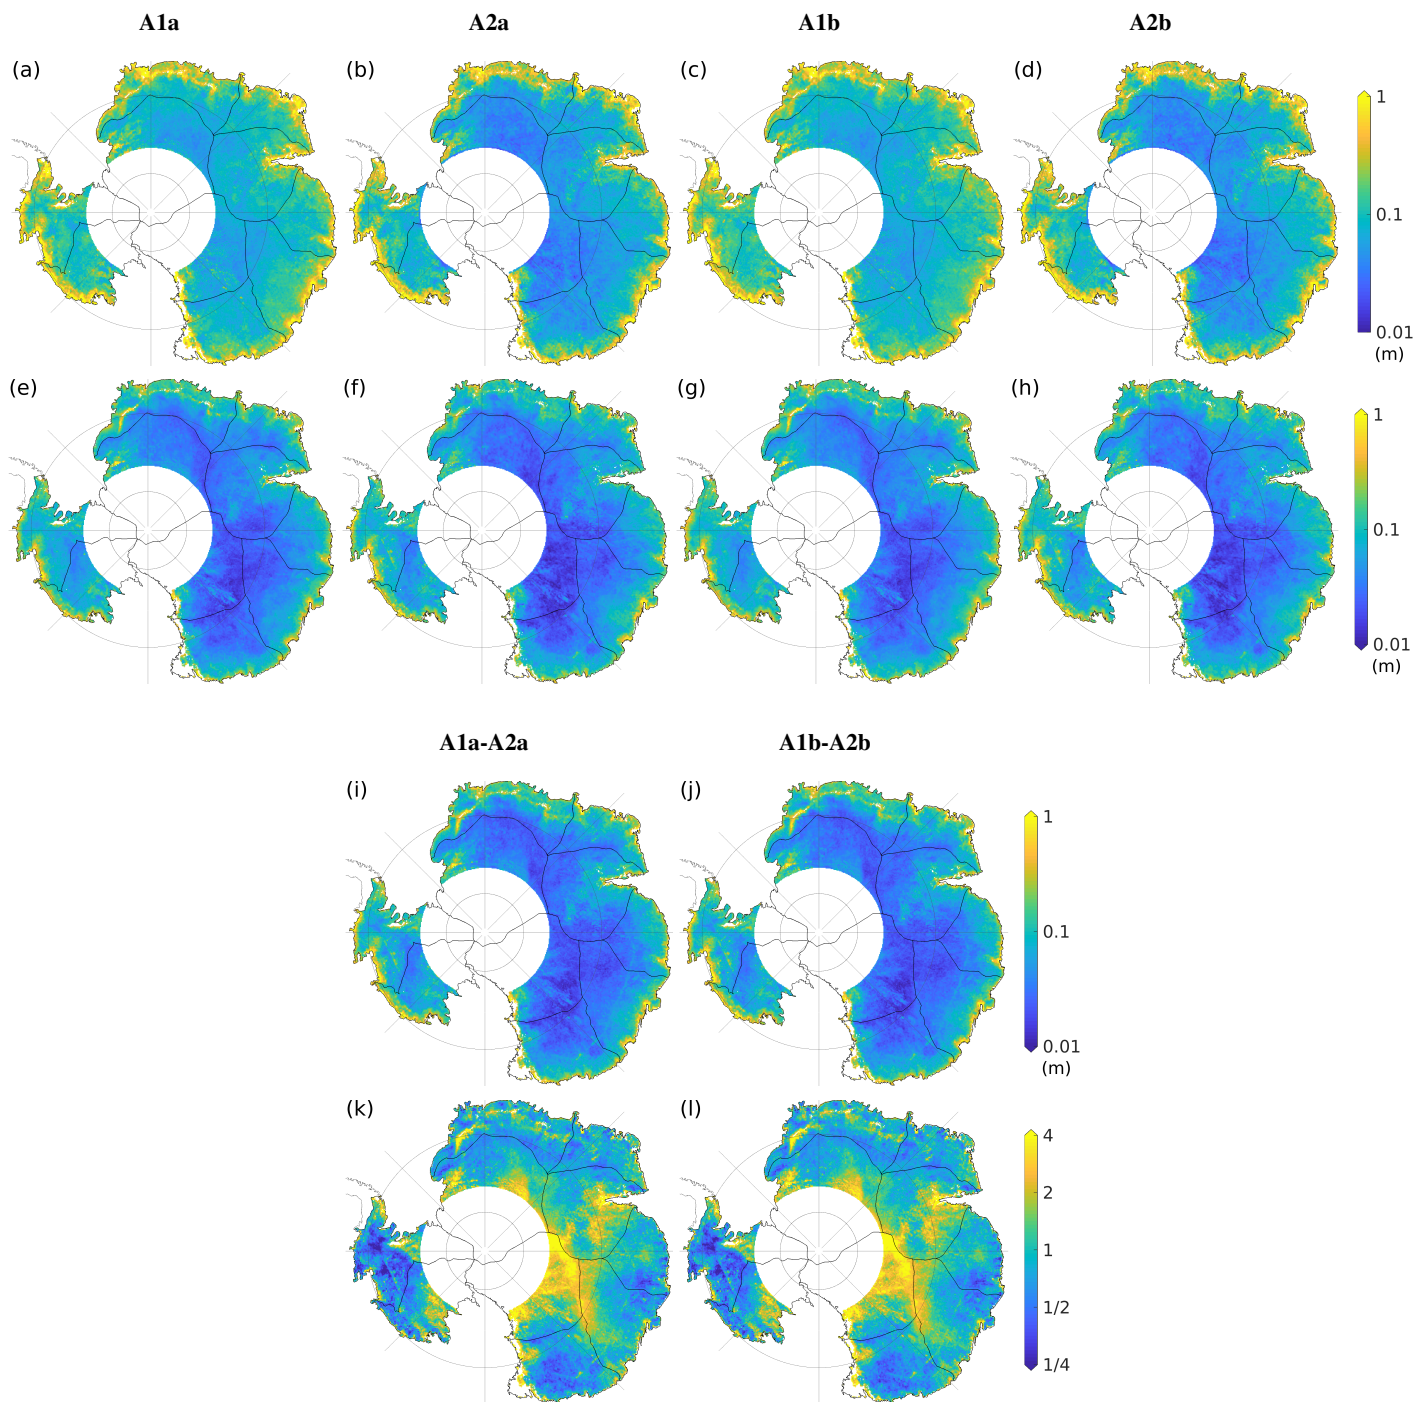 A1a A2a A1b A2b
(a) (b) (c) (d)
1
0.1
0.01
(m)
(e) (f) (g) (h)
1
0.1
0.01
(m)
A1a-A2a A1b-A2b
(i) (j)
1
0.1
0.01
(m)
(k) (l)
4
2
1
1/2
1/4